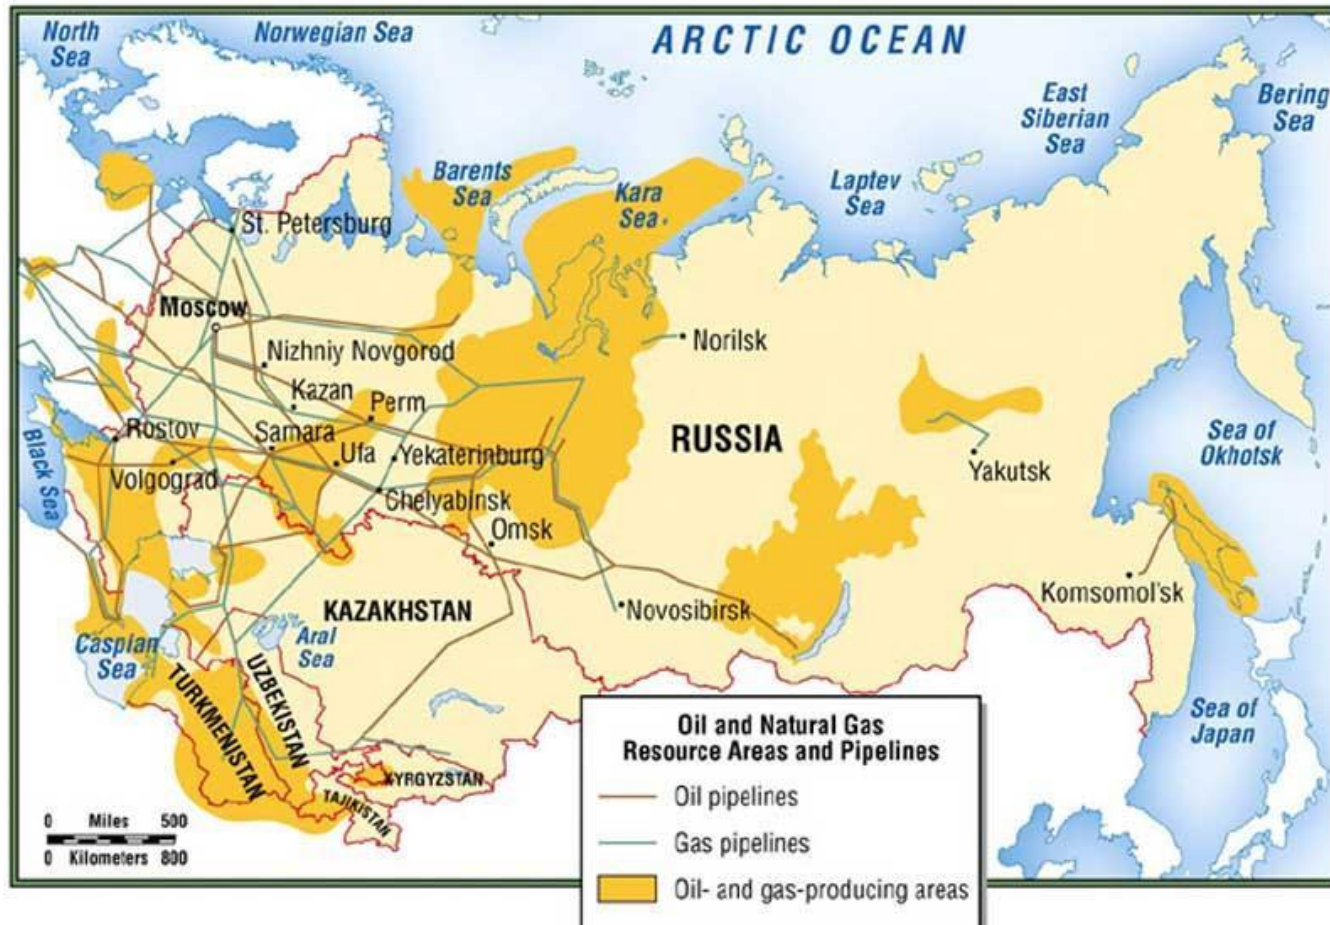 North
Sea
Norwegian Sea
ARCTIC OCEAN
East
Siberian
Sea
Bering
Sea
Barents
Sea
Kara
Sea
Laptev
Sea
St. Petersburg
Moscow
Nizhniy Novgorod
Norilsk
Kazan
Perm
Rostov
Samara
RUSSIA
Sea of
Okhotsk
Black Sea
Volgograd
Ufa
Yekaterinburg
Yakutsk
Chelyabinsk
Omsk
Komsomol'sk
KAZAKHSTAN
Novosibirsk
Caspian
Sea
Aral
Sea
TURKMENISTAN
UZBEKISTAN
Sea of
Japan
KYRGYZSTAN
TAJIKISTAN
0 Miles 500
0 Kilometers 800
Oil and Natural Gas
Resource Areas and Pipelines
Oil pipelines
Gas pipelines
Oil- and gas-producing areas